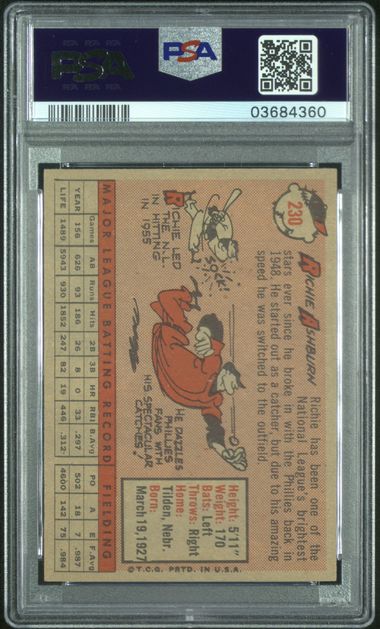 PSA
PSA
03684360
230
RICHIE ASHBURN
Richie has been one of the
National League's brightest
stars ever since he broke in with the Phillies back in
1948. He started out as a catcher, but due to his amazing
speed he was switched to the outfield.
RICHIE LED
THE N.L.
IN HITTING
IN 1955
SOCK!
HE DAZZLES
PHILLIES
FANS WITH
HIS SPECTACULAR
CATCHES!
Height: 5'11"
Weight: 170
Bats: Left
Throws: Right
Home:
Tilden, Nebr.
Born:
March 19, 1927
MAJOR LEAGUE BATTING RECORD FIELDING
Games AB Runs Hits 2B 3B HR RBI B.Avg PO A E F.Avg
YEAR 156 626 93 186 26 8 0 33 .297 502 18 7 .987
LIFE 1489 5943 930 1852 247 82 19 446 .312 4600 142 75 .984
© T.C.G. PRTD. IN U.S.A.